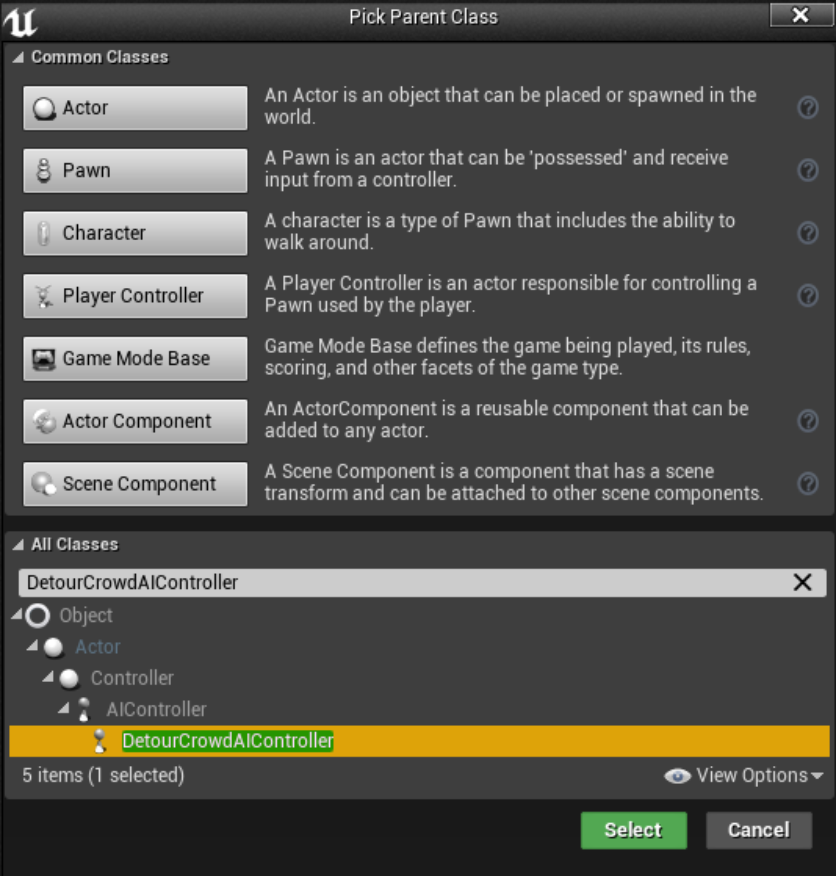 Pick Parent Class
Common Classes
Actor
An Actor is an object that can be placed or spawned in the
world.
Pawn
A Pawn is an actor that can be 'possessed' and receive
input from a controller.
Character
A character is a type of Pawn that includes the ability to
walk around.
Player Controller
A Player Controller is an actor responsible for controlling a
Pawn used by the player.
Game Mode Base
Game Mode Base defines the game being played, its rules,
scoring, and other facets of the game type.
Actor Component
An ActorComponent is a reusable component that can be
added to any actor.
Scene Component
A Scene Component is a component that has a scene
transform and can be attached to other scene components.
All Classes
DetourCrowdAIController
Object
Actor
Controller
AIController
DetourCrowdAIController
5 items (1 selected)
View Options
Select
Cancel